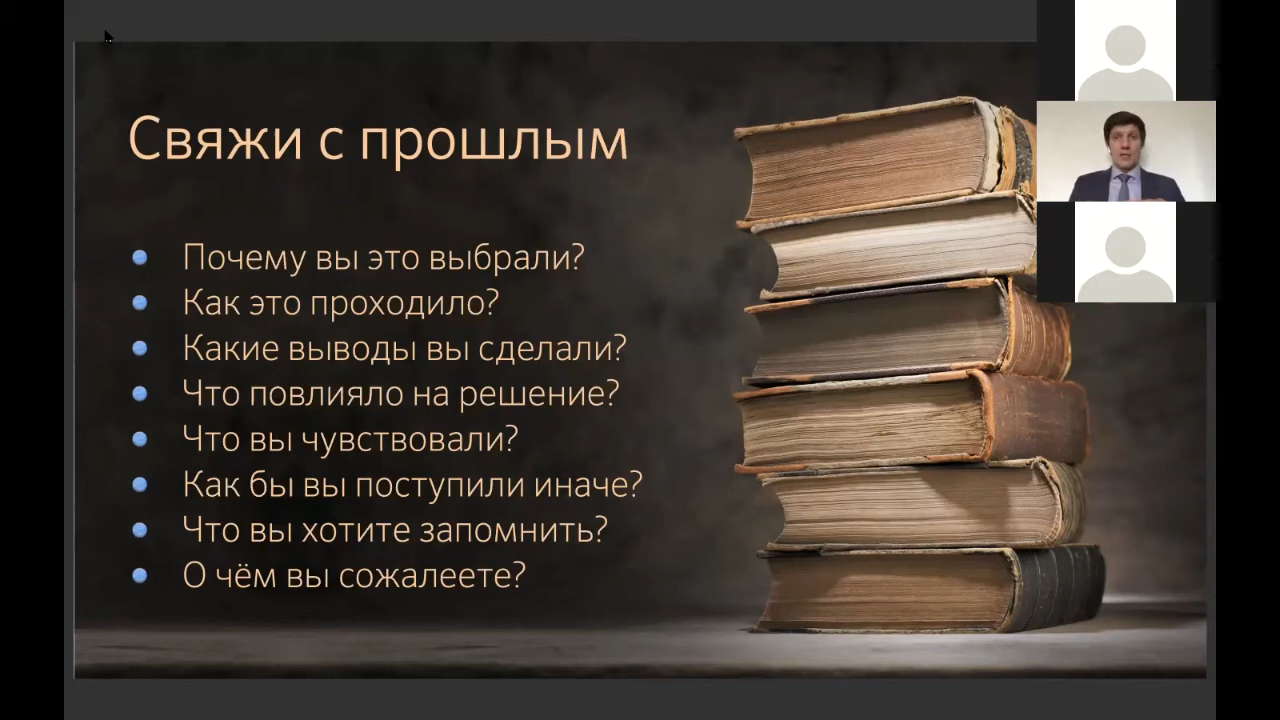 Свяжи с прошлым
Почему вы это выбрали?
Как это проходило?
Какие выводы вы сделали?
Что повлияло на решение?
Что вы чувствовали?
Как бы вы поступили иначе?
Что вы хотите запомнить?
О чём вы сожалеете?